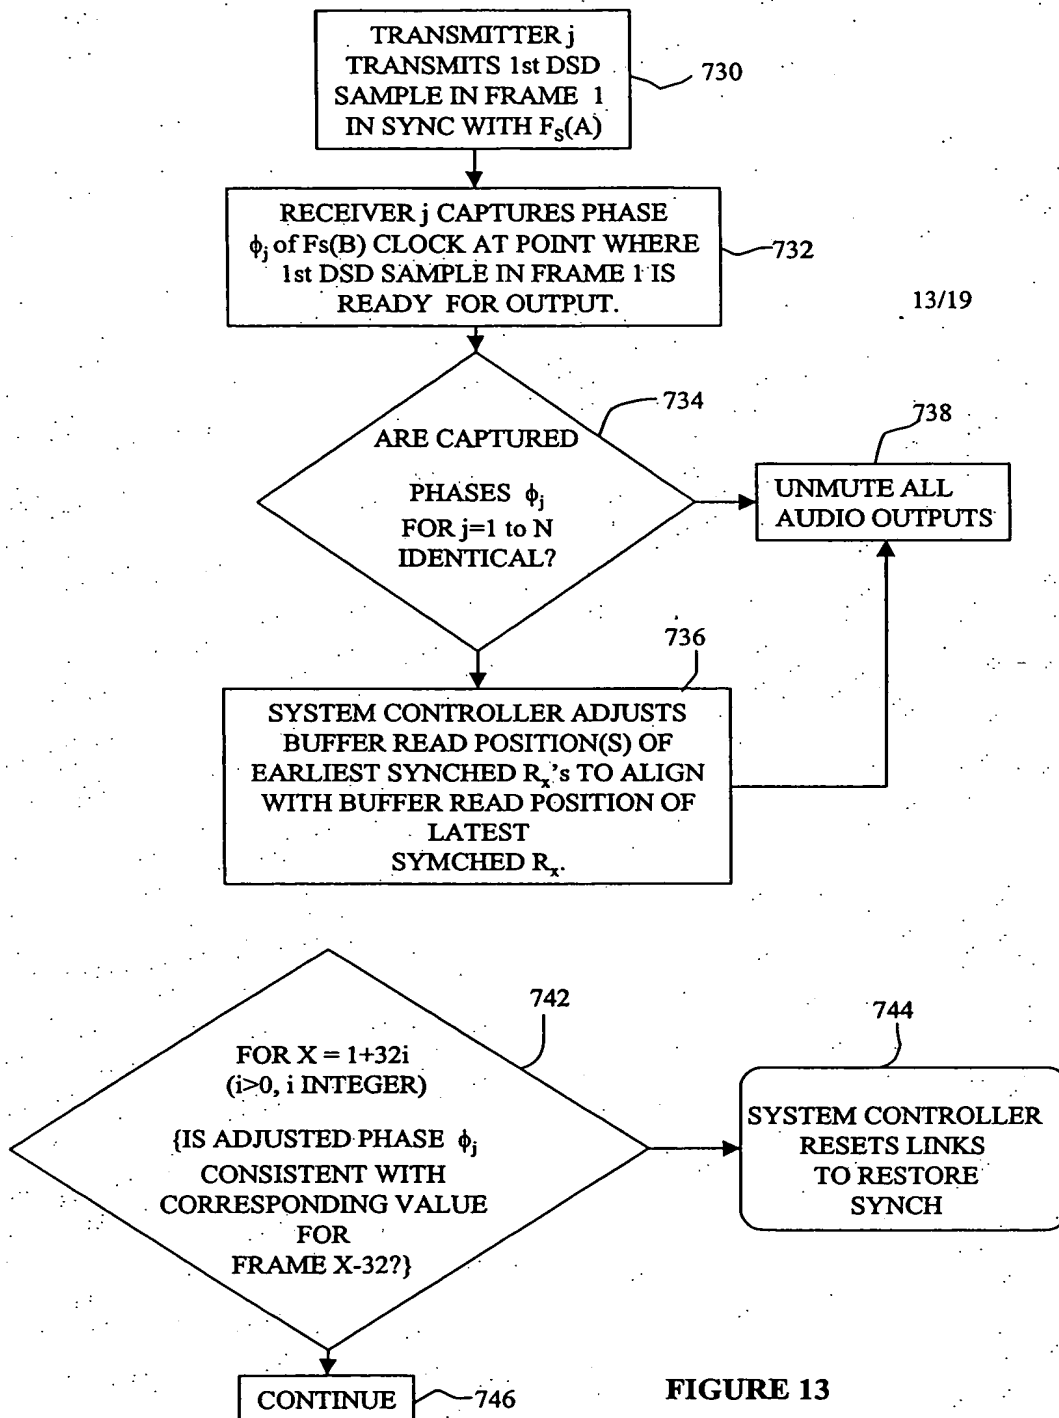 TRANSMITTER j
TRANSMITS 1st DSD
SAMPLE IN FRAME 1
IN SYNC WITH FS(A)
730
RECEIVER j CAPTURES PHASE
ϕj of Fs(B) CLOCK AT POINT WHERE
1st DSD SAMPLE IN FRAME 1 IS
READY FOR OUTPUT.
732
13/19
734
ARE CAPTURED
PHASES ϕj
FOR j=1 to N
IDENTICAL?
738
UNMUTE ALL
AUDIO OUTPUTS
736
SYSTEM CONTROLLER ADJUSTS
BUFFER READ POSITION(S) OF
EARLIEST SYNCHED Rx's TO ALIGN
WITH BUFFER READ POSITION OF
LATEST
SYMCHED Rx.
742
FOR X = 1+32i
(i>0, i INTEGER)
{IS ADJUSTED PHASE ϕj
CONSISTENT WITH
CORRESPONDING VALUE
FOR
FRAME X-32?}
744
SYSTEM CONTROLLER
RESETS LINKS
TO RESTORE
SYNCH
CONTINUE
746
FIGURE 13